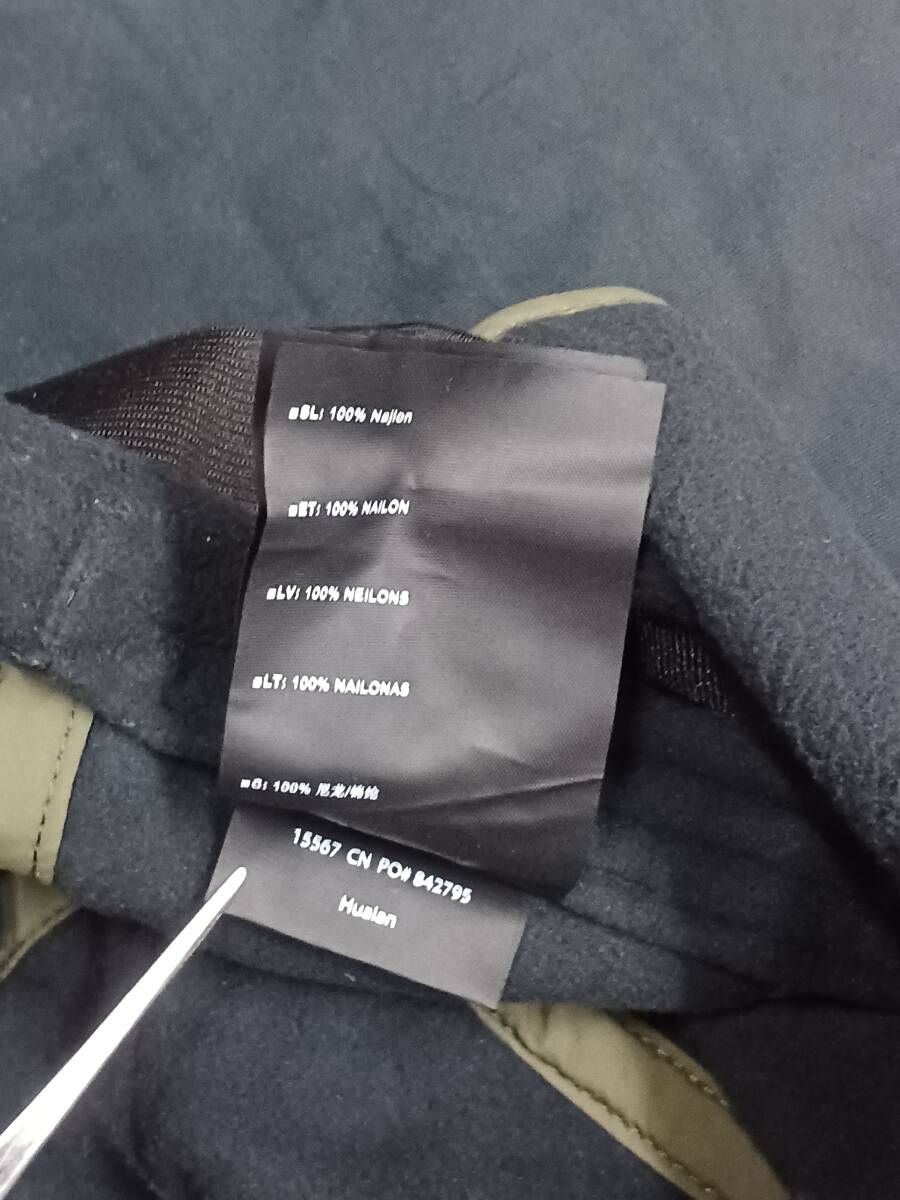 ■SL: 100% Najlon
■ET: 100% NAILON
■LV: 100% NEILONS
■LT: 100% NAILONAS
■G: 100% 尼龙/锦纶
15567 CN PO# 842795
Hualan